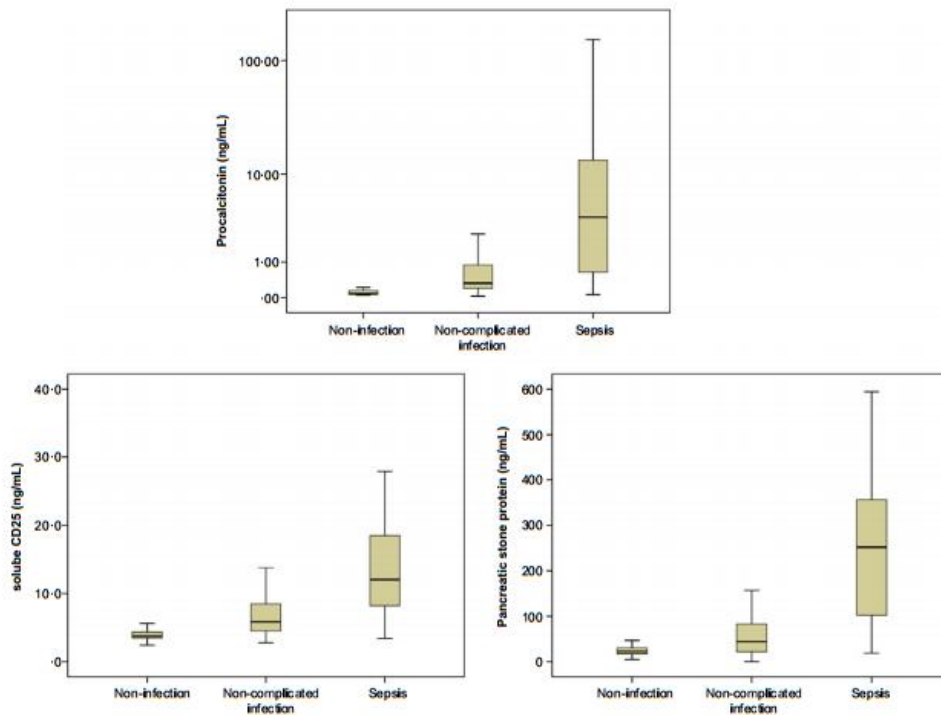 Procalcitonin (ng/mL)
100·00
10·00
1·00
·00
Non-infection
Non-complicated
infection
Sepsis
solube CD25 (ng/mL)
40·0
30·0
20·0
10·0
·0
Non-infection
Non-complicated
infection
Sepsis
Pancreatic stone protein (ng/mL)
600
500
400
300
200
100
0
Non-infection
Non-complicated
infection
Sepsis